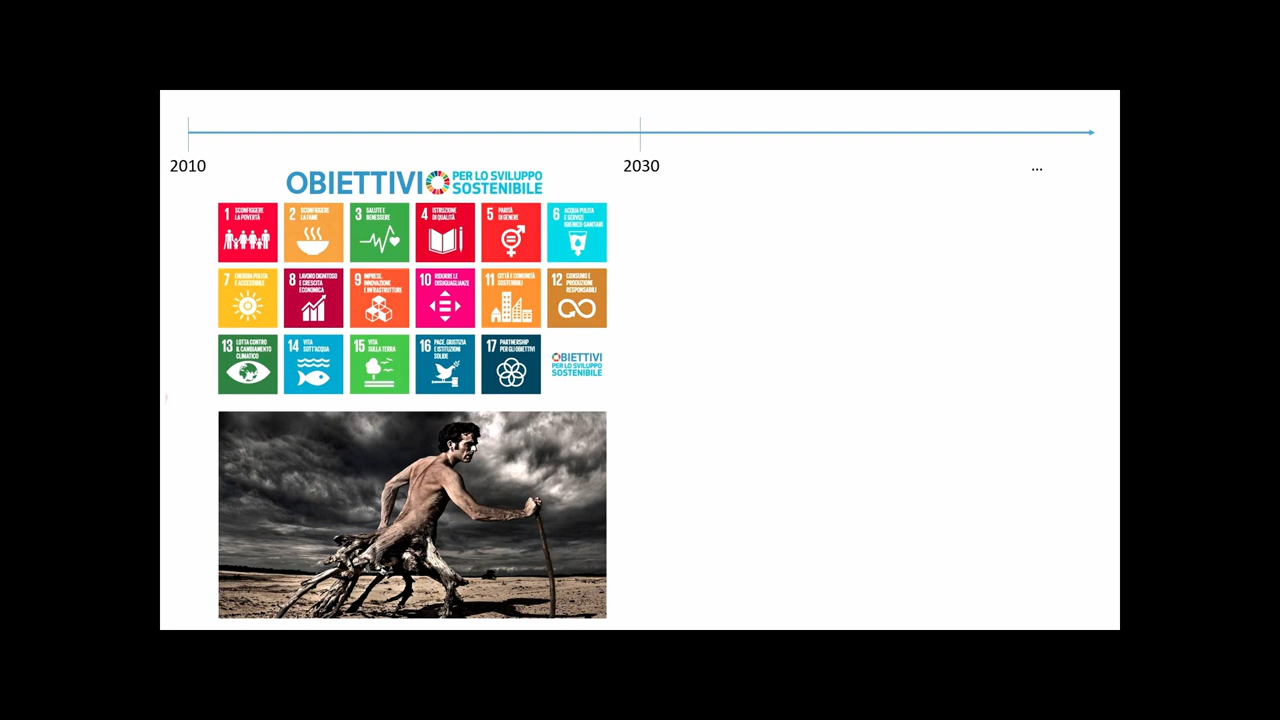 2010
2030
...
OBIETTIVI
PER LO SVILUPPO
SOSTENIBILE
1 SCONFIGGERE
LA POVERTÀ
2 SCONFIGGERE
LA FAME
3 SALUTE E
BENESSERE
4 ISTRUZIONE
DI QUALITÀ
5 PARITÀ
DI GENERE
6 ACQUA PULITA
E SERVIZI
IGIENICO-SANITARI
7 ENERGIA PULITA
E ACCESSIBILE
8 LAVORO DIGNITOSO
E CRESCITA
ECONOMICA
9 IMPRESE,
INNOVAZIONE
E INFRASTRUTTURE
10 RIDURRE LE
DISUGUAGLIANZE
11 CITTÀ E COMUNITÀ
SOSTENIBILI
12 CONSUMO E
PRODUZIONE
RESPONSABILI
13 LOTTA CONTRO
IL CAMBIAMENTO
CLIMATICO
14 VITA
SOTT'ACQUA
15 VITA
SULLA TERRA
16 PACE, GIUSTIZIA
E ISTITUZIONI
SOLIDE
17 PARTNERSHIP
PER GLI OBIETTIVI
OBIETTIVI
PER LO SVILUPPO
SOSTENIBILE